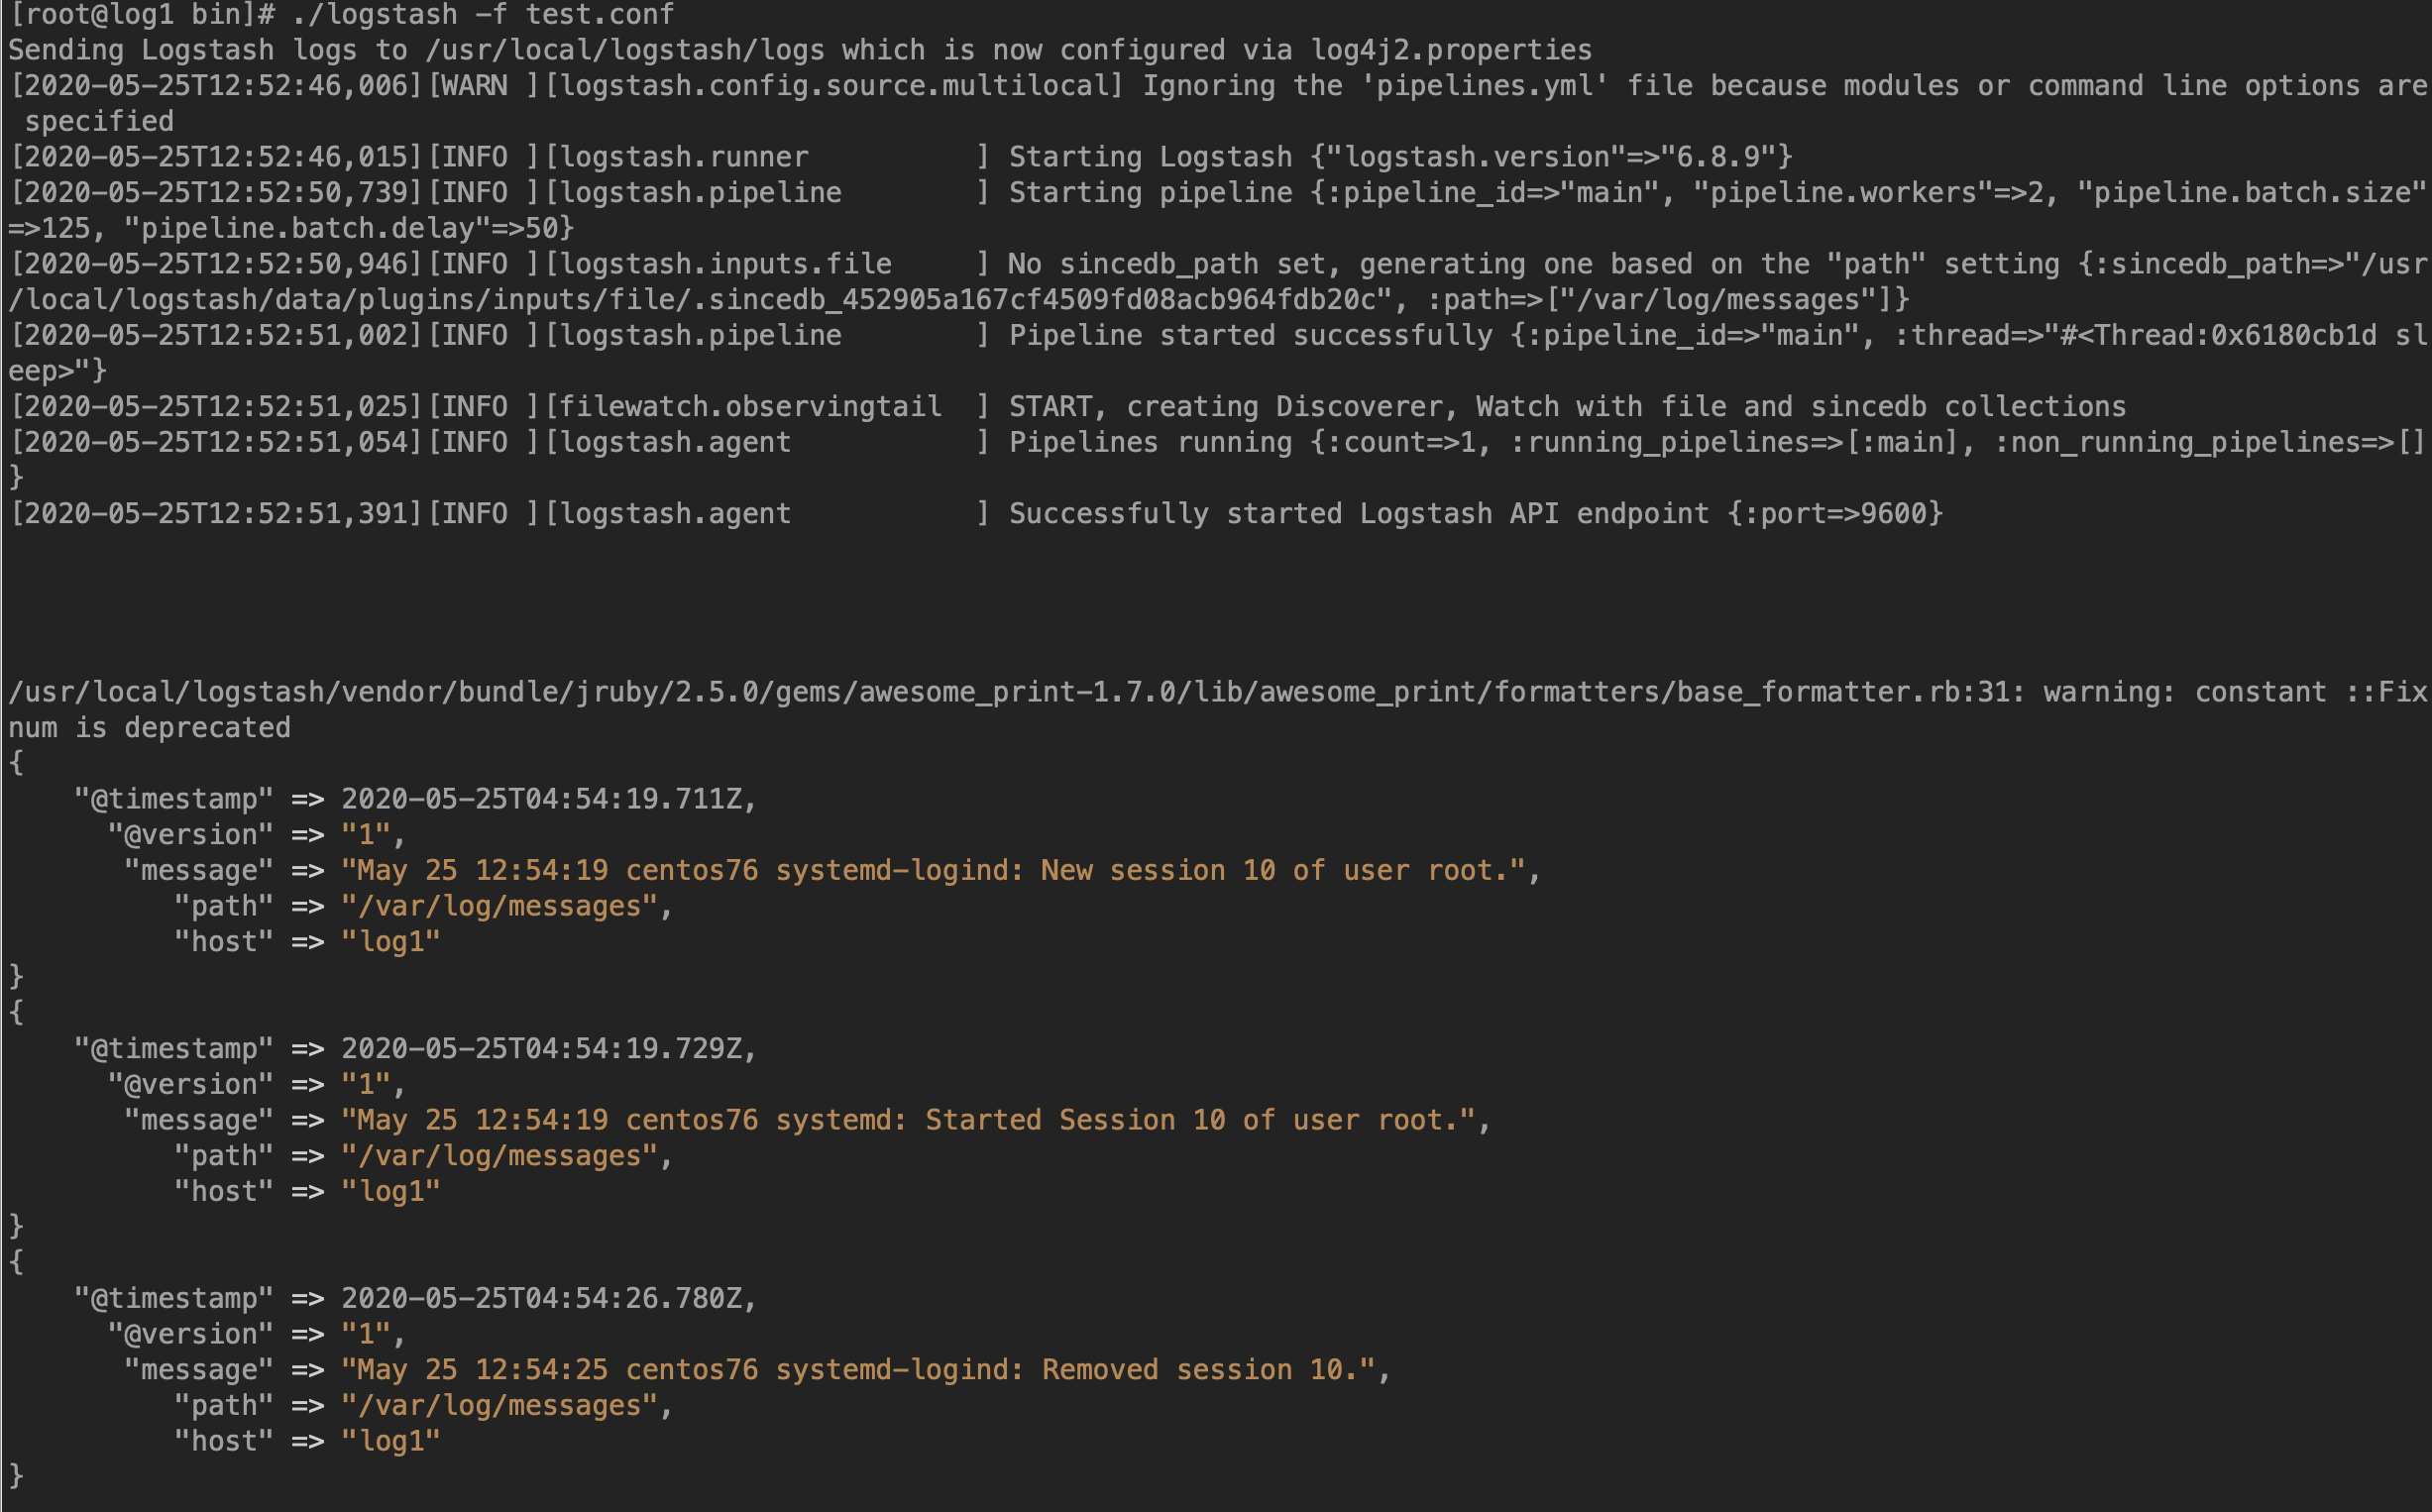 [root@log1 bin]# ./logstash -f test.conf
Sending Logstash logs to /usr/local/logstash/logs which is now configured via log4j2.properties
[2020-05-25T12:52:46,006][WARN ][logstash.config.source.multilocal] Ignoring the 'pipelines.yml' file because modules or command line options are
 specified
[2020-05-25T12:52:46,015][INFO ][logstash.runner          ] Starting Logstash {"logstash.version"=>"6.8.9"}
[2020-05-25T12:52:50,739][INFO ][logstash.pipeline        ] Starting pipeline {:pipeline_id=>"main", "pipeline.workers"=>2, "pipeline.batch.size"
=>125, "pipeline.batch.delay"=>50}
[2020-05-25T12:52:50,946][INFO ][logstash.inputs.file     ] No sincedb_path set, generating one based on the "path" setting {:sincedb_path=>"/usr
/local/logstash/data/plugins/inputs/file/.sincedb_452905a167cf4509fd08acb964fdb20c", :path=>["/var/log/messages"]}
[2020-05-25T12:52:51,002][INFO ][logstash.pipeline        ] Pipeline started successfully {:pipeline_id=>"main", :thread=>"#<Thread:0x6180cb1d sl
eep>"}
[2020-05-25T12:52:51,025][INFO ][filewatch.observingtail  ] START, creating Discoverer, Watch with file and sincedb collections
[2020-05-25T12:52:51,054][INFO ][logstash.agent           ] Pipelines running {:count=>1, :running_pipelines=>[:main], :non_running_pipelines=>[]
}
[2020-05-25T12:52:51,391][INFO ][logstash.agent           ] Successfully started Logstash API endpoint {:port=>9600}
/usr/local/logstash/vendor/bundle/jruby/2.5.0/gems/awesome_print-1.7.0/lib/awesome_print/formatters/base_formatter.rb:31: warning: constant ::Fix
num is deprecated
{
    "@timestamp" => 2020-05-25T04:54:19.711Z,
      "@version" => "1",
       "message" => "May 25 12:54:19 centos76 systemd-logind: New session 10 of user root.",
          "path" => "/var/log/messages",
          "host" => "log1"
}
{
    "@timestamp" => 2020-05-25T04:54:19.729Z,
      "@version" => "1",
       "message" => "May 25 12:54:19 centos76 systemd: Started Session 10 of user root.",
          "path" => "/var/log/messages",
          "host" => "log1"
}
{
    "@timestamp" => 2020-05-25T04:54:26.780Z,
      "@version" => "1",
       "message" => "May 25 12:54:25 centos76 systemd-logind: Removed session 10.",
          "path" => "/var/log/messages",
          "host" => "log1"
}